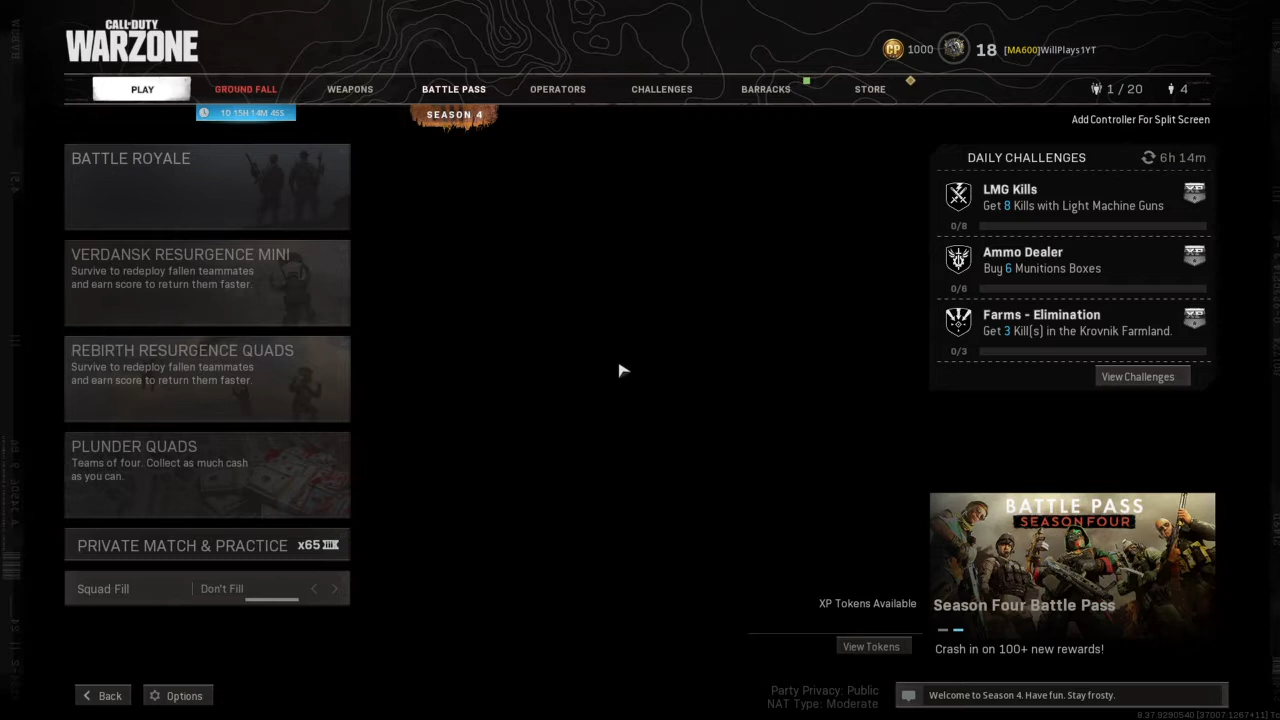 CALL OF DUTY
WARZONE
CP 1000 18 [MA600]WillPlays1YT
PLAY GROUND FALL WEAPONS BATTLE PASS OPERATORS CHALLENGES BARRACKS STORE 1 / 20 4
1D 15H 14M 45S SEASON 4
Add Controller For Split Screen
BATTLE ROYALE
VERDANSK RESURGENCE MINI
Survive to redeploy fallen teammates
and earn score to return them faster.
REBIRTH RESURGENCE QUADS
Survive to redeploy fallen teammates
and earn score to return them faster.
PLUNDER QUADS
Teams of four. Collect as much cash
as you can.
PRIVATE MATCH & PRACTICE x65
Squad Fill Don't Fill
DAILY CHALLENGES 6h 14m
LMG Kills XP
Get 8 Kills with Light Machine Guns
0/8
Ammo Dealer XP
Buy 6 Munitions Boxes
0/6
Farms - Elimination XP
Get 3 Kill(s) in the Krovnik Farmland.
0/3
View Challenges
BATTLE PASS
SEASON FOUR
XP Tokens Available
Season Four Battle Pass
View Tokens
Crash in on 100+ new rewards!
Back Options
Party Privacy: Public
NAT Type: Moderate
Welcome to Season 4. Have fun. Stay frosty.